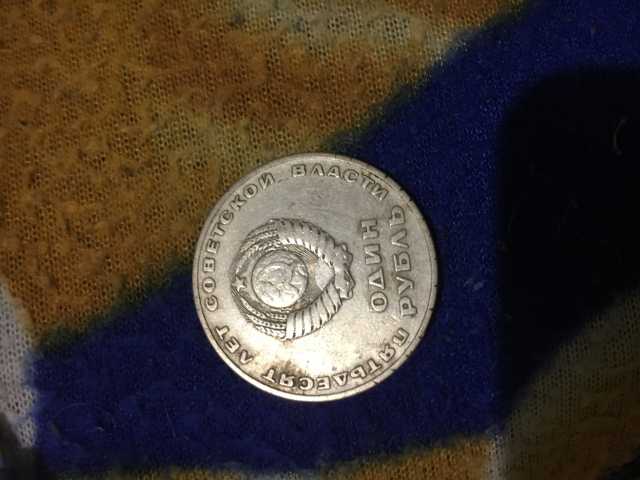 ПЯТЬДЕСЯТ ЛЕТ СОВЕТСКОЙ ВЛАСТИ
ОДИН
РУБЛЬ